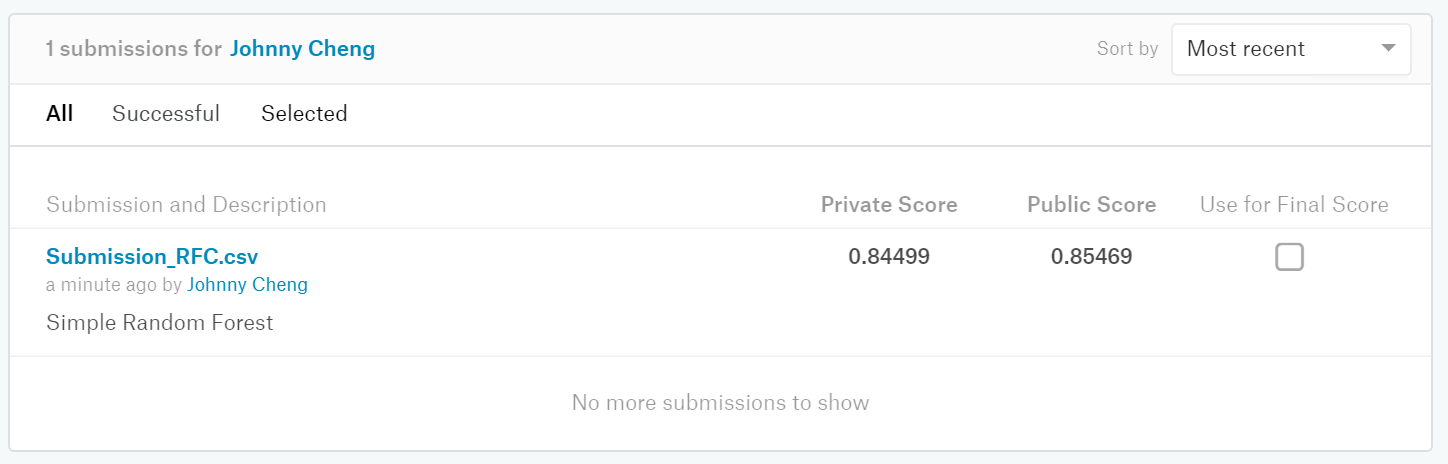 1 submissions for Johnny Cheng Sort by Most recent
All Successful Selected
Submission and Description Private Score Public Score Use for Final Score
Submission_RFC.csv 0.84499 0.85469
a minute ago by Johnny Cheng
Simple Random Forest
No more submissions to show